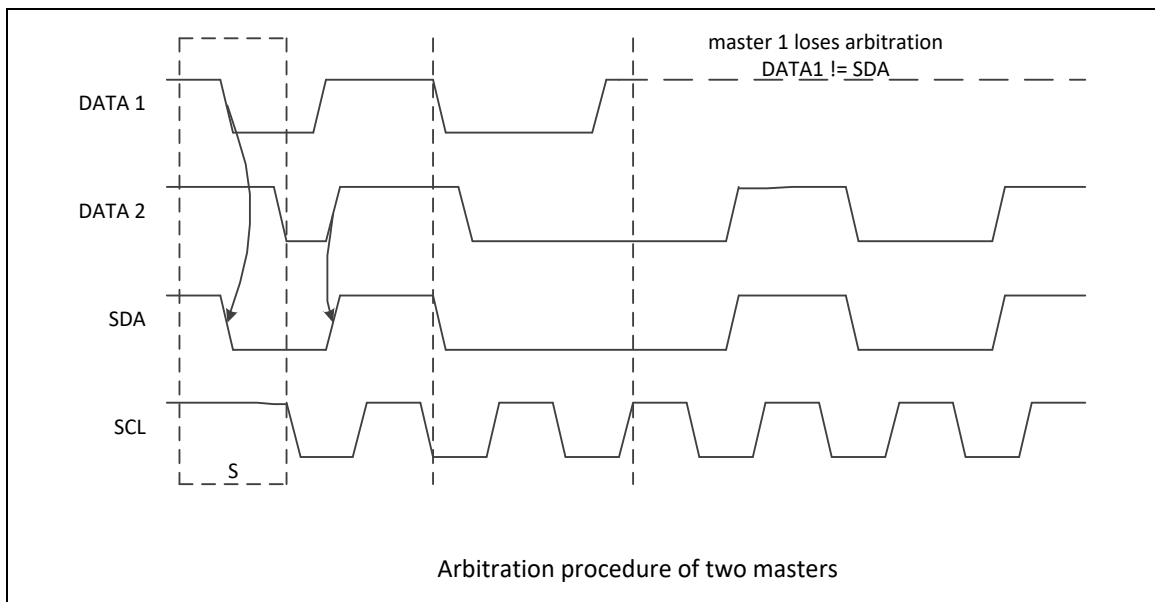 master 1 loses arbitration
DATA1 != SDA
DATA 1
DATA 2
SDA
SCL
S
Arbitration procedure of two masters